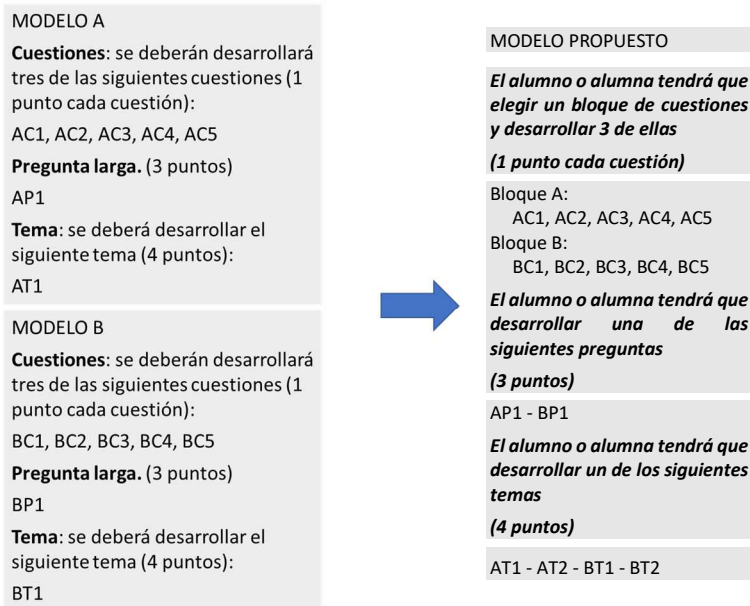 MODELO A
Cuestiones: se deberán desarrollará
tres de las siguientes cuestiones (1
punto cada cuestión):
AC1, AC2, AC3, AC4, AC5
Pregunta larga. (3 puntos)
AP1
Tema: se deberá desarrollar el
siguiente tema (4 puntos):
AT1
MODELO B
Cuestiones: se deberán desarrollará
tres de las siguientes cuestiones (1
punto cada cuestión):
BC1, BC2, BC3, BC4, BC5
Pregunta larga. (3 puntos)
BP1
Tema: se deberá desarrollar el
siguiente tema (4 puntos):
BT1
MODELO PROPUESTO
El alumno o alumna tendrá que
elegir un bloque de cuestiones
y desarrollar 3 de ellas
(1 punto cada cuestión)
Bloque A:
AC1, AC2, AC3, AC4, AC5
Bloque B:
BC1, BC2, BC3, BC4, BC5
El alumno o alumna tendrá que
desarrollar una de las
siguientes preguntas
(3 puntos)
AP1 - BP1
El alumno o alumna tendrá que
desarrollar un de los siguientes
temas
(4 puntos)
AT1 - AT2 - BT1 - BT2